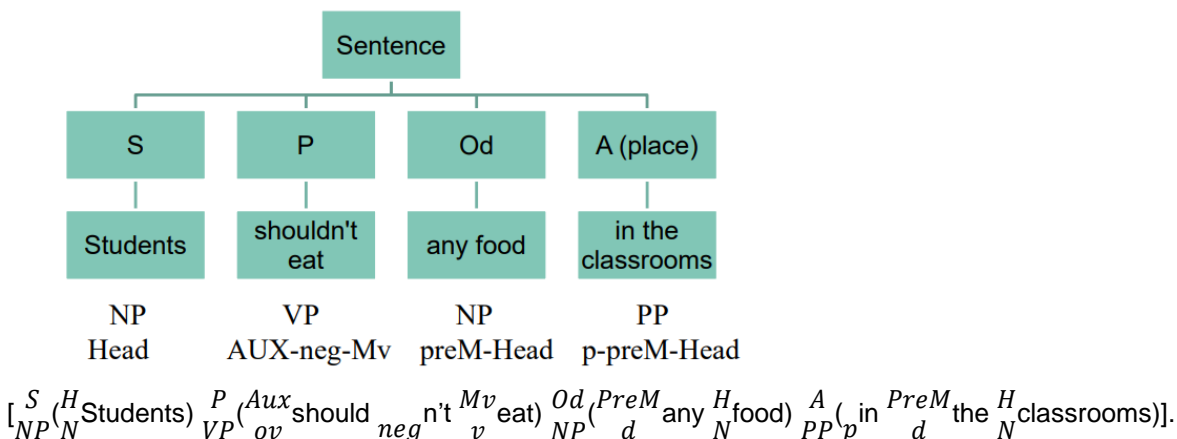 Sentence
S P Od A (place)
Students shouldn't eat any food in the classrooms
NP VP NP PP
Head AUX-neg-Mv preM-Head p-preM-Head
[S NP(H N Students) P VP(Aux ov should neg n't Mv v eat) Od NP(PreM d any H N food) A PP(p in PreM d the H N classrooms)].